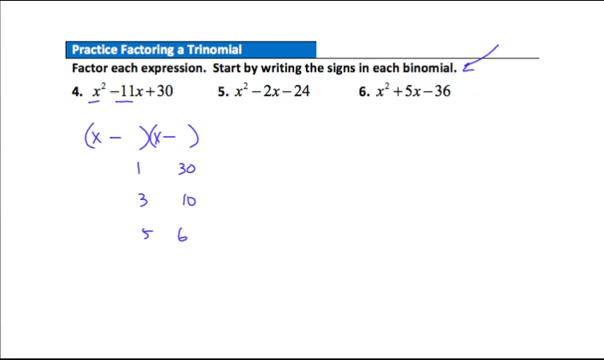 Practice Factoring a Trinomial
Factor each expression. Start by writing the signs in each binomial.
4. x² −11x+30 5. x² −2x−24 6. x² +5x−36
(x − )(x − )
1 30
3 10
5 6